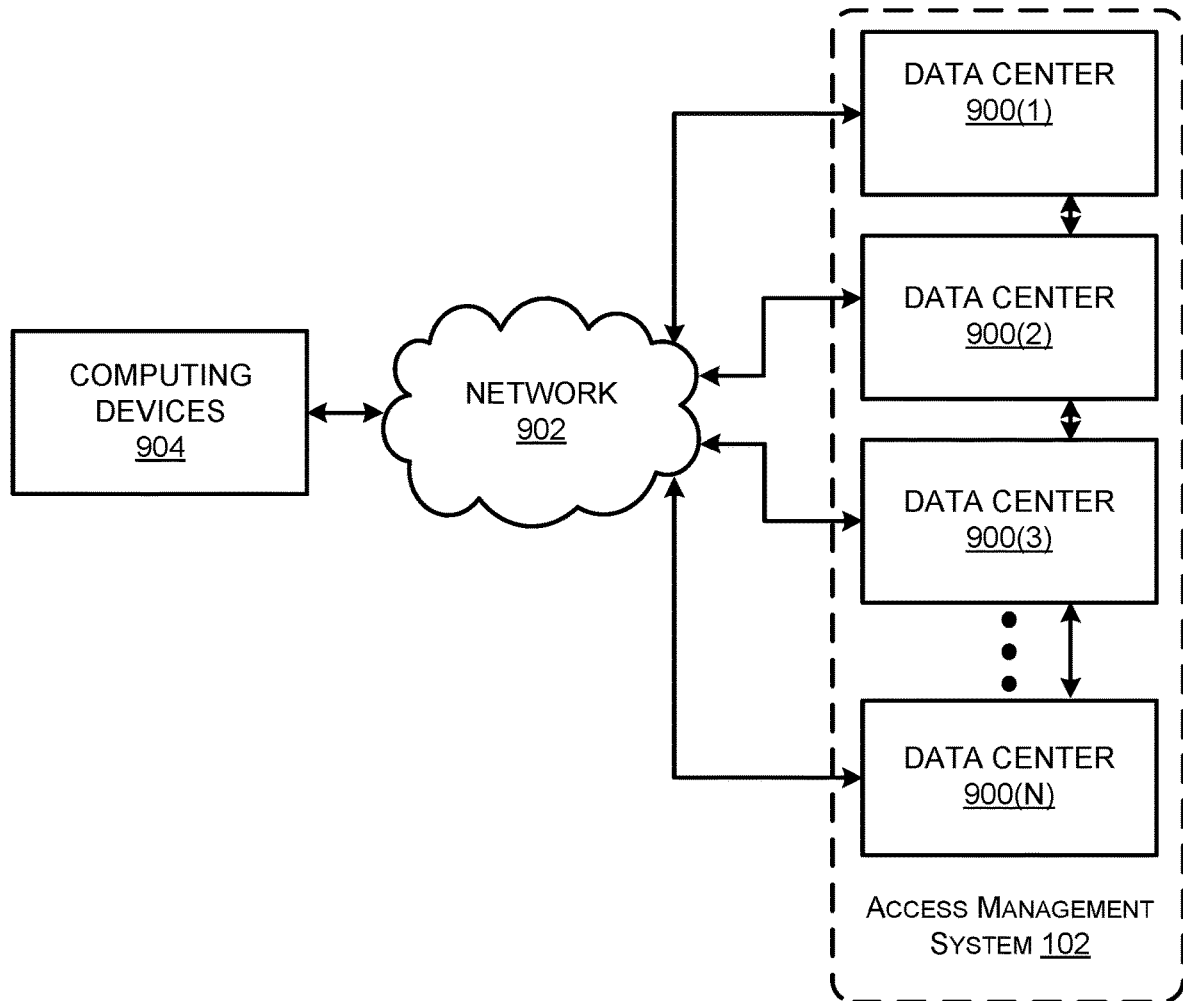 COMPUTING
DEVICES
904
NETWORK
902
DATA CENTER
900(1)
DATA CENTER
900(2)
DATA CENTER
900(3)
DATA CENTER
900(N)
ACCESS MANAGEMENT
SYSTEM 102